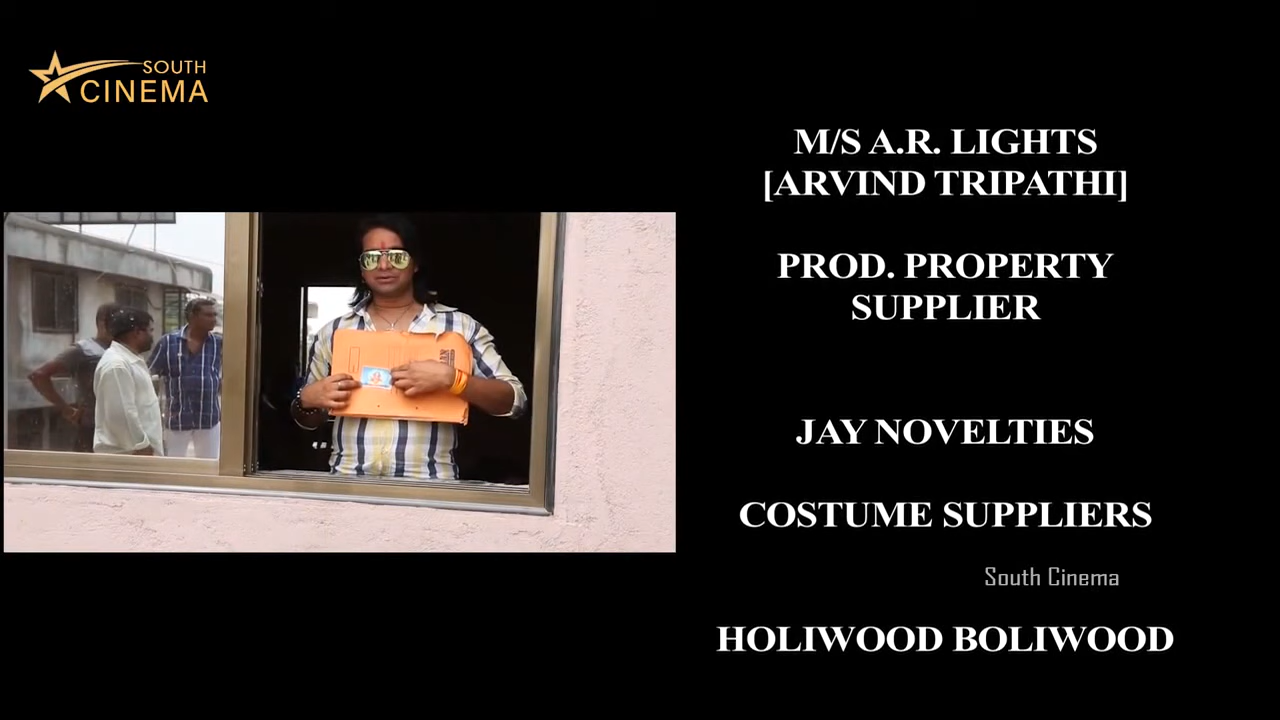 SOUTH
CINEMA
M/S A.R. LIGHTS
[ARVIND TRIPATHI]
PROD. PROPERTY
SUPPLIER
JAY NOVELTIES
COSTUME SUPPLIERS
South Cinema
HOLIWOOD BOLIWOOD